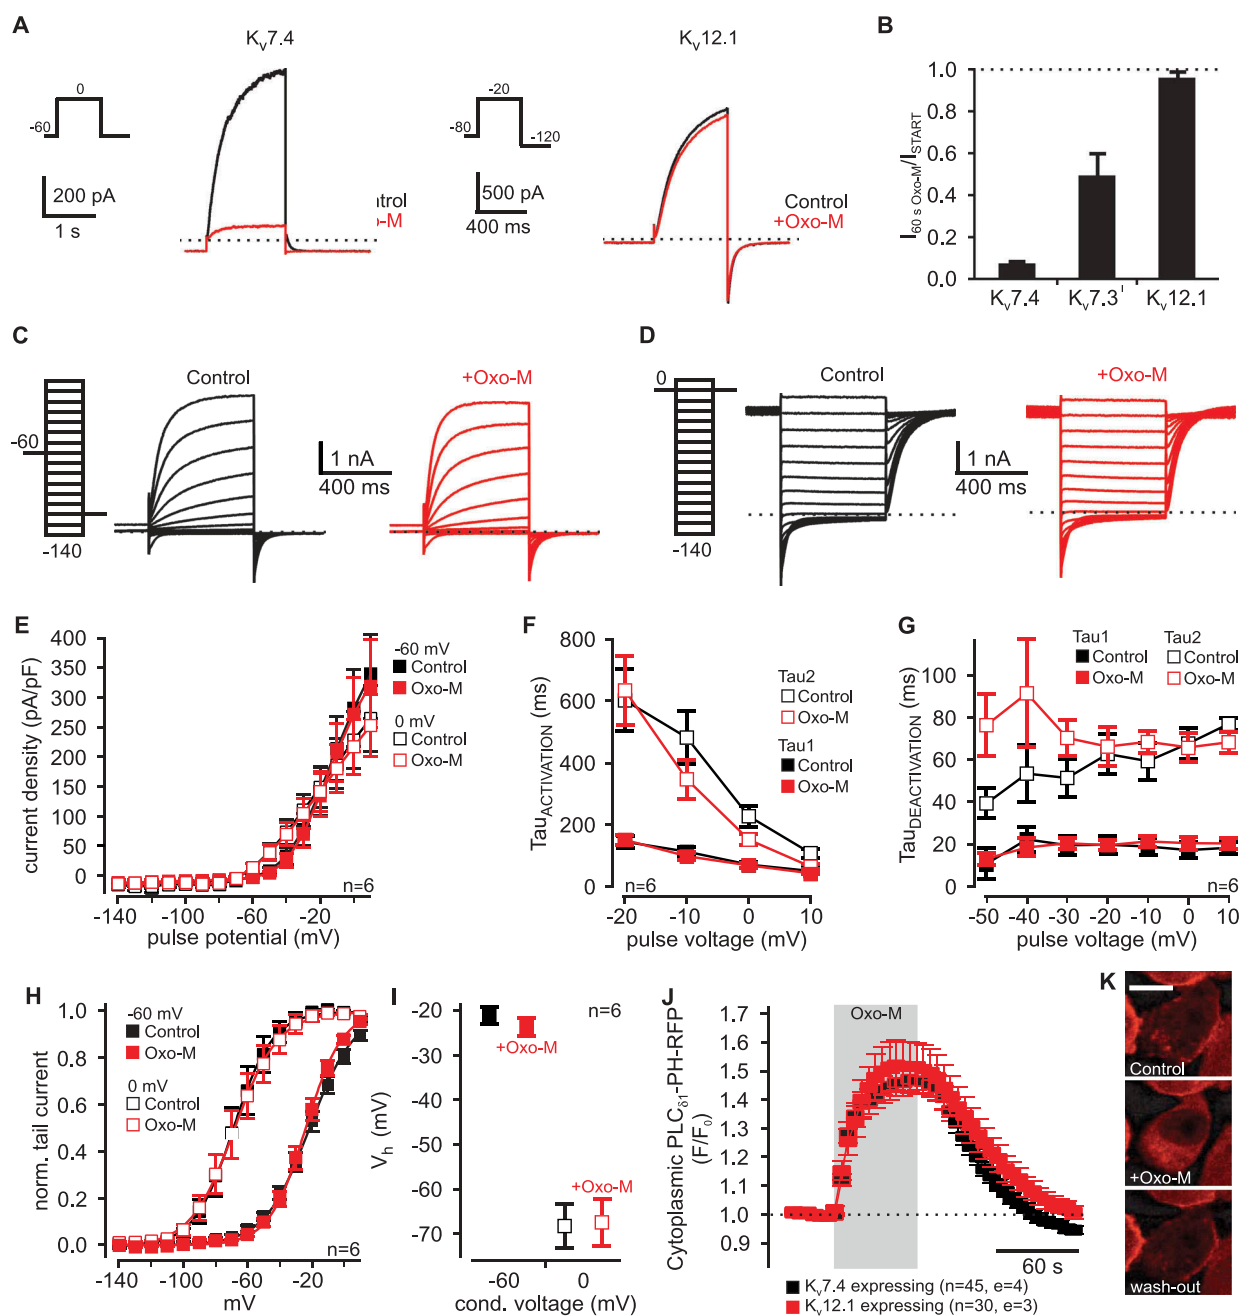 A
Kv7.4
0
-60
200 pA
1 s
ntrol
o-M
Kv12.1
-20
-80
-120
500 pA
400 ms
Control
+Oxo-M
B
I60 s Oxo-M/ISTART
1.0
0.8
0.6
0.4
0.2
0.0
Kv7.4
Kv7.3
Kv12.1
C
Control
+Oxo-M
-60
-140
1 nA
400 ms
D
Control
+Oxo-M
0
-140
1 nA
400 ms
E
current density (pA/pF)
400
350
300
250
200
150
100
50
0
-60 mV
Control
Oxo-M
0 mV
Control
Oxo-M
n=6
-140
-100
-60
-20
pulse potential (mV)
F
TauACTIVATION (ms)
800
600
400
200
0
Tau2
Control
Oxo-M
Tau1
Control
Oxo-M
n=6
-20
-10
0
10
pulse voltage (mV)
G
TauDEACTIVATION (ms)
100
80
60
40
20
0
Tau1
Control
Oxo-M
Tau2
Control
Oxo-M
n=6
-50
-40
-30
-20
-10
0
10
pulse voltage (mV)
H
norm. tail current
1.0
0.8
0.6
0.4
0.2
0.0
-60 mV
Control
Oxo-M
0 mV
Control
Oxo-M
n=6
-140
-100
-60
-20
mV
I
Vh (mV)
-20
-30
-40
-50
-60
-70
n=6
+Oxo-M
+Oxo-M
-60
0
cond. voltage (mV)
J
Cytoplasmic PLCδ1-PH-RFP
(F/F0)
1.7
1.6
1.5
1.4
1.3
1.2
1.1
1.0
0.9
Oxo-M
60 s
Kv7.4 expressing (n=45, e=4)
Kv12.1 expressing (n=30, e=3)
K
Control
+Oxo-M
wash-out